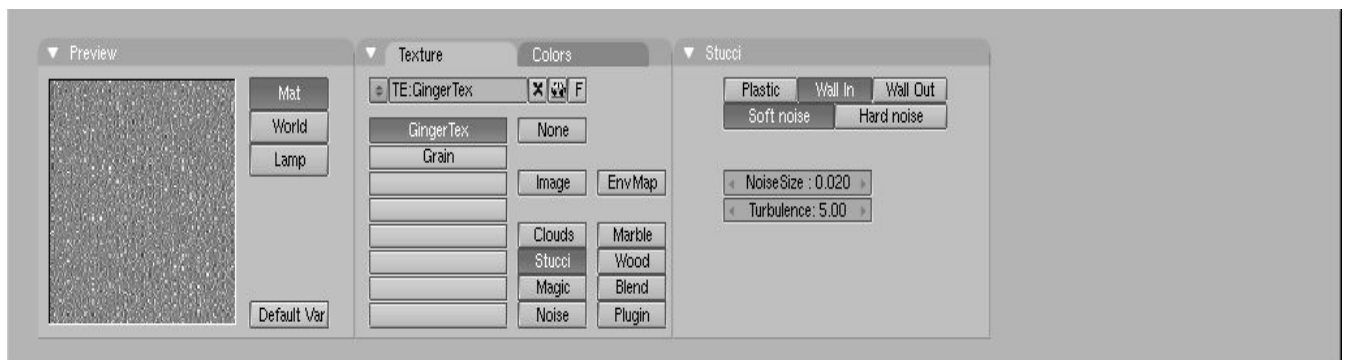 Preview
Mat
World
Lamp
Default Var
Texture Colors
TE:GingerTex X F
GingerTex None
Grain
Image EnvMap
Clouds Marble
Stucci Wood
Magic Blend
Noise Plugin
Stucci
Plastic Wall In Wall Out
Soft noise Hard noise
NoiseSize : 0.020
Turbulence: 5.00